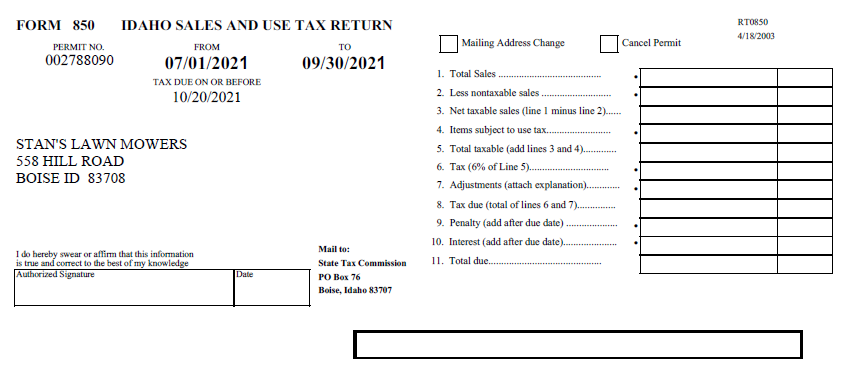 FORM 850 IDAHO SALES AND USE TAX RETURN
PERMIT NO. FROM TO
002788090 07/01/2021 09/30/2021
TAX DUE ON OR BEFORE
10/20/2021
STAN'S LAWN MOWERS
558 HILL ROAD
BOISE ID 83708
I do hereby swear or affirm that this information
is true and correct to the best of my knowledge
Authorized Signature Date
Mail to:
State Tax Commission
PO Box 76
Boise, Idaho 83707
RT0850
4/18/2003
Mailing Address Change Cancel Permit
1. Total Sales ........................................
2. Less nontaxable sales ...........................
3. Net taxable sales (line 1 minus line 2)......
4. Items subject to use tax.........................
5. Total taxable (add lines 3 and 4).............
6. Tax (6% of Line 5)...............................
7. Adjustments (attach explanation).............
8. Tax due (total of lines 6 and 7)...............
9. Penalty (add after due date) ....................
10. Interest (add after due date).....................
11. Total due............................................